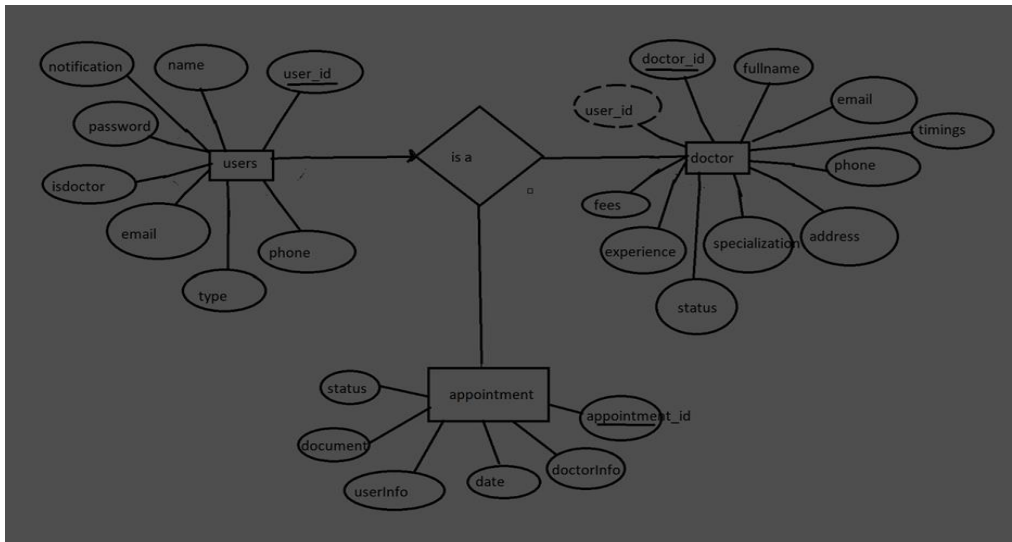 notification
name
user_id
password
users
isdoctor
email
type
phone
is a
doctor_id
fullname
user_id
email
timings
doctor
phone
fees
experience
specialization
address
status
appointment
status
appointment_id
document
userInfo
date
doctorInfo